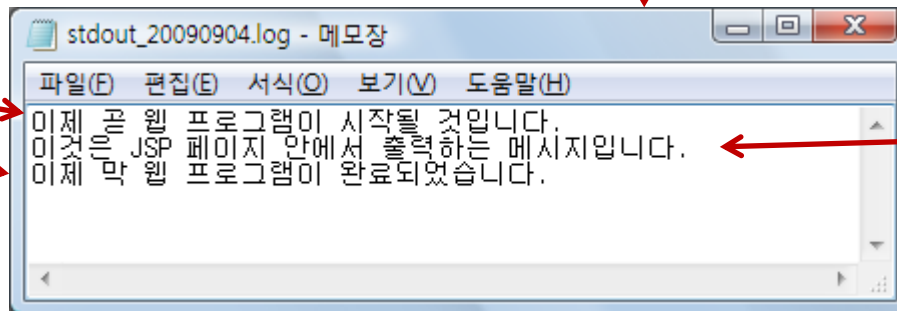 stdout_20090904.log - 메모장
파일(F) 편집(E) 서식(O) 보기(V) 도움말(H)
이제 곧 웹 프로그램이 시작될 것입니다.
이것은 JSP 페이지 안에서 출력하는 메시지입니다.
이제 막 웹 프로그램이 완료되었습니다.